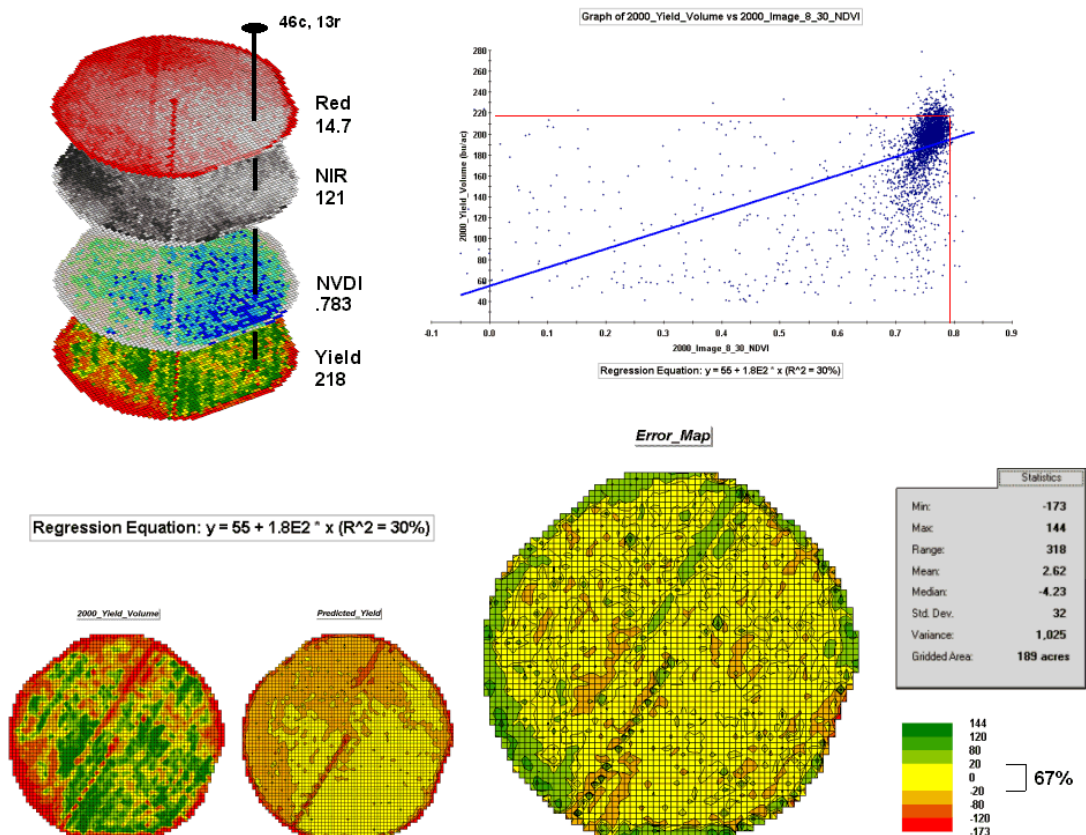 46c, 13r
Red
14.7
NIR
121
NVDI
.783
Yield
218
Graph of 2000_Yield_Volume vs 2000_Image_8_30_NDVI
2000_Yield_Volume (bu/ac)
280
260
240
220
200
180
160
140
120
100
80
60
40
-0.1
0.0
0.1
0.2
0.3
0.4
0.5
0.6
0.7
0.8
0.9
2000_Image_8_30_NDVI
Regression Equation: y = 55 + 1.8E2 * x (R^2 = 30%)
Regression Equation: y = 55 + 1.8E2 * x (R^2 = 30%)
2000_Yield_Volume
Predicted_Yield
Error_Map
Statistics
Min: -173
Max: 144
Range: 318
Mean: 2.62
Median: -4.23
Std. Dev. 32
Variance: 1,025
Gridded Area: 189 acres
144
120
80
20
0
-20
-80
-120
-173
67%